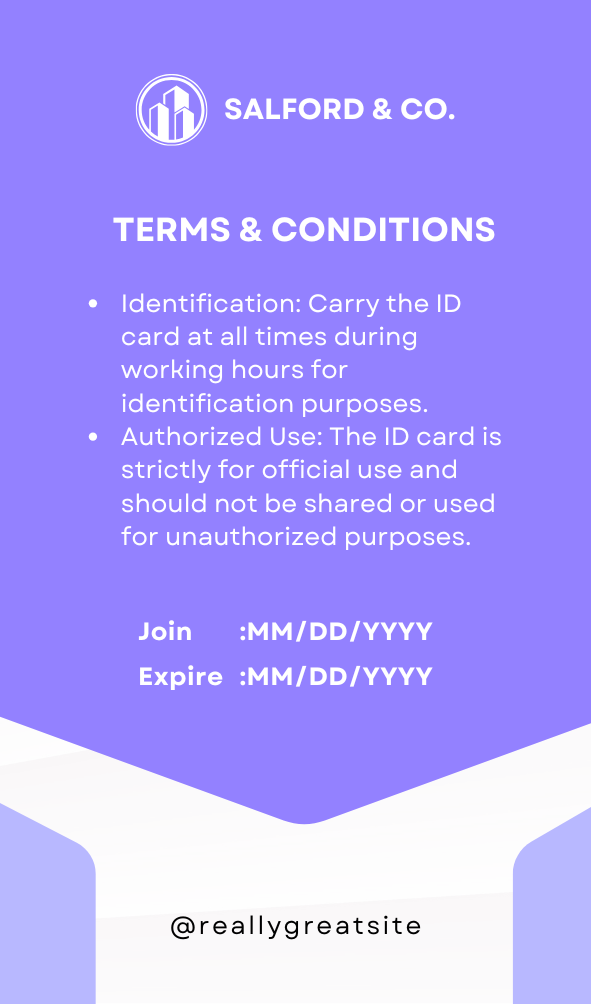 SALFORD & CO.
TERMS & CONDITIONS
• Identification: Carry the ID
card at all times during
working hours for
identification purposes.
• Authorized Use: The ID card is
strictly for official use and
should not be shared or used
for unauthorized purposes.
Join :MM/DD/YYYY
Expire :MM/DD/YYYY
@reallygreatsite